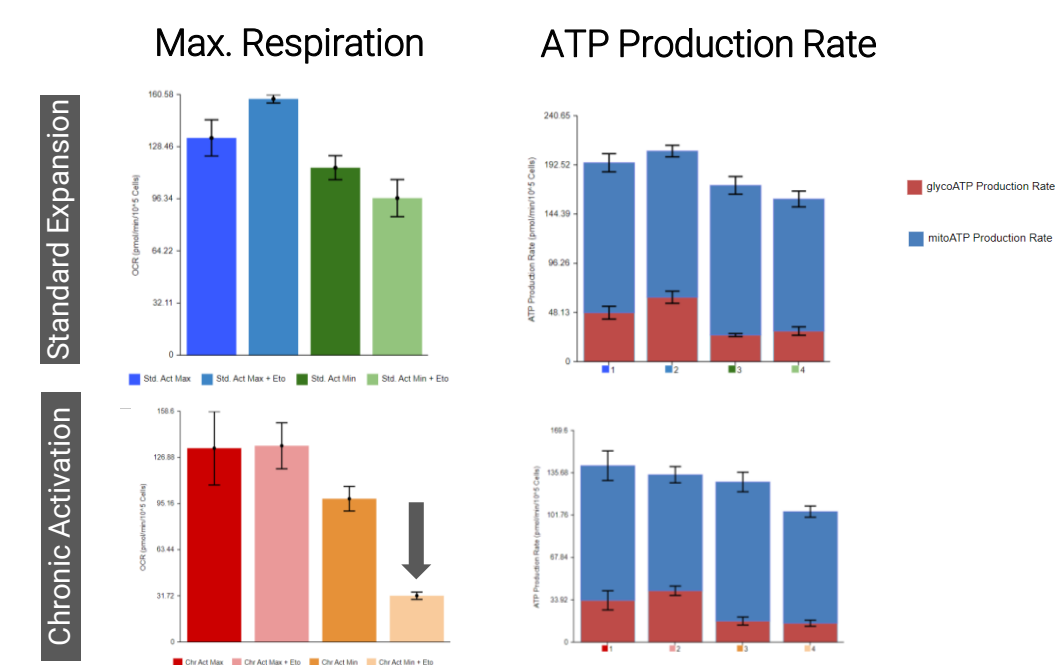 Max. Respiration
ATP Production Rate
Standard Expansion
160.58
128.46
96.34
64.22
32.11
0
OCR (pmol/min/10^5 Cells)
Std. Act Max
Std. Act Max + Eto
Std. Act Min
Std. Act Min + Eto
240.65
192.52
144.39
96.26
48.13
0
ATP Production Rate (pmol/min/10^5 Cells)
1
2
3
4
glycoATP Production Rate
mitoATP Production Rate
Chronic Activation
158.6
126.88
95.16
63.44
31.72
0
OCR (pmol/min/10^5 Cells)
Chr Act Max
Chr Act Max + Eto
Chr Act Min
Chr Act Min + Eto
169.6
135.68
101.76
67.84
33.92
0
ATP Production Rate (pmol/min/10^5 Cells)
1
2
3
4